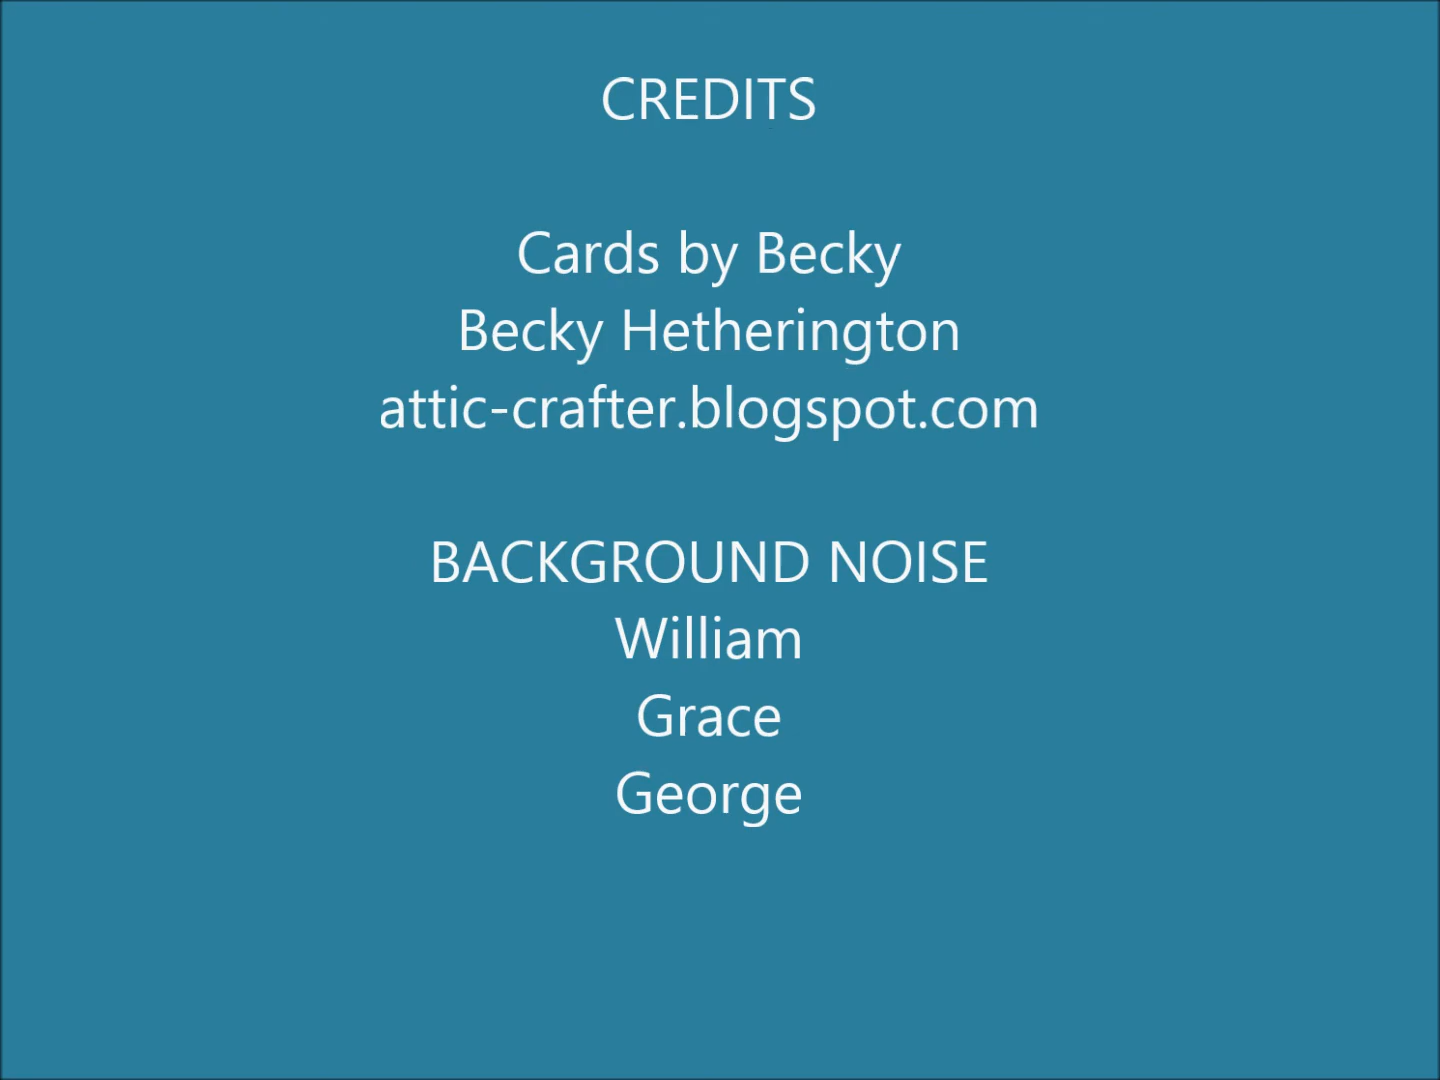 CREDITS
Cards by Becky
Becky Hetherington
attic-crafter.blogspot.com
BACKGROUND NOISE
William
Grace
George